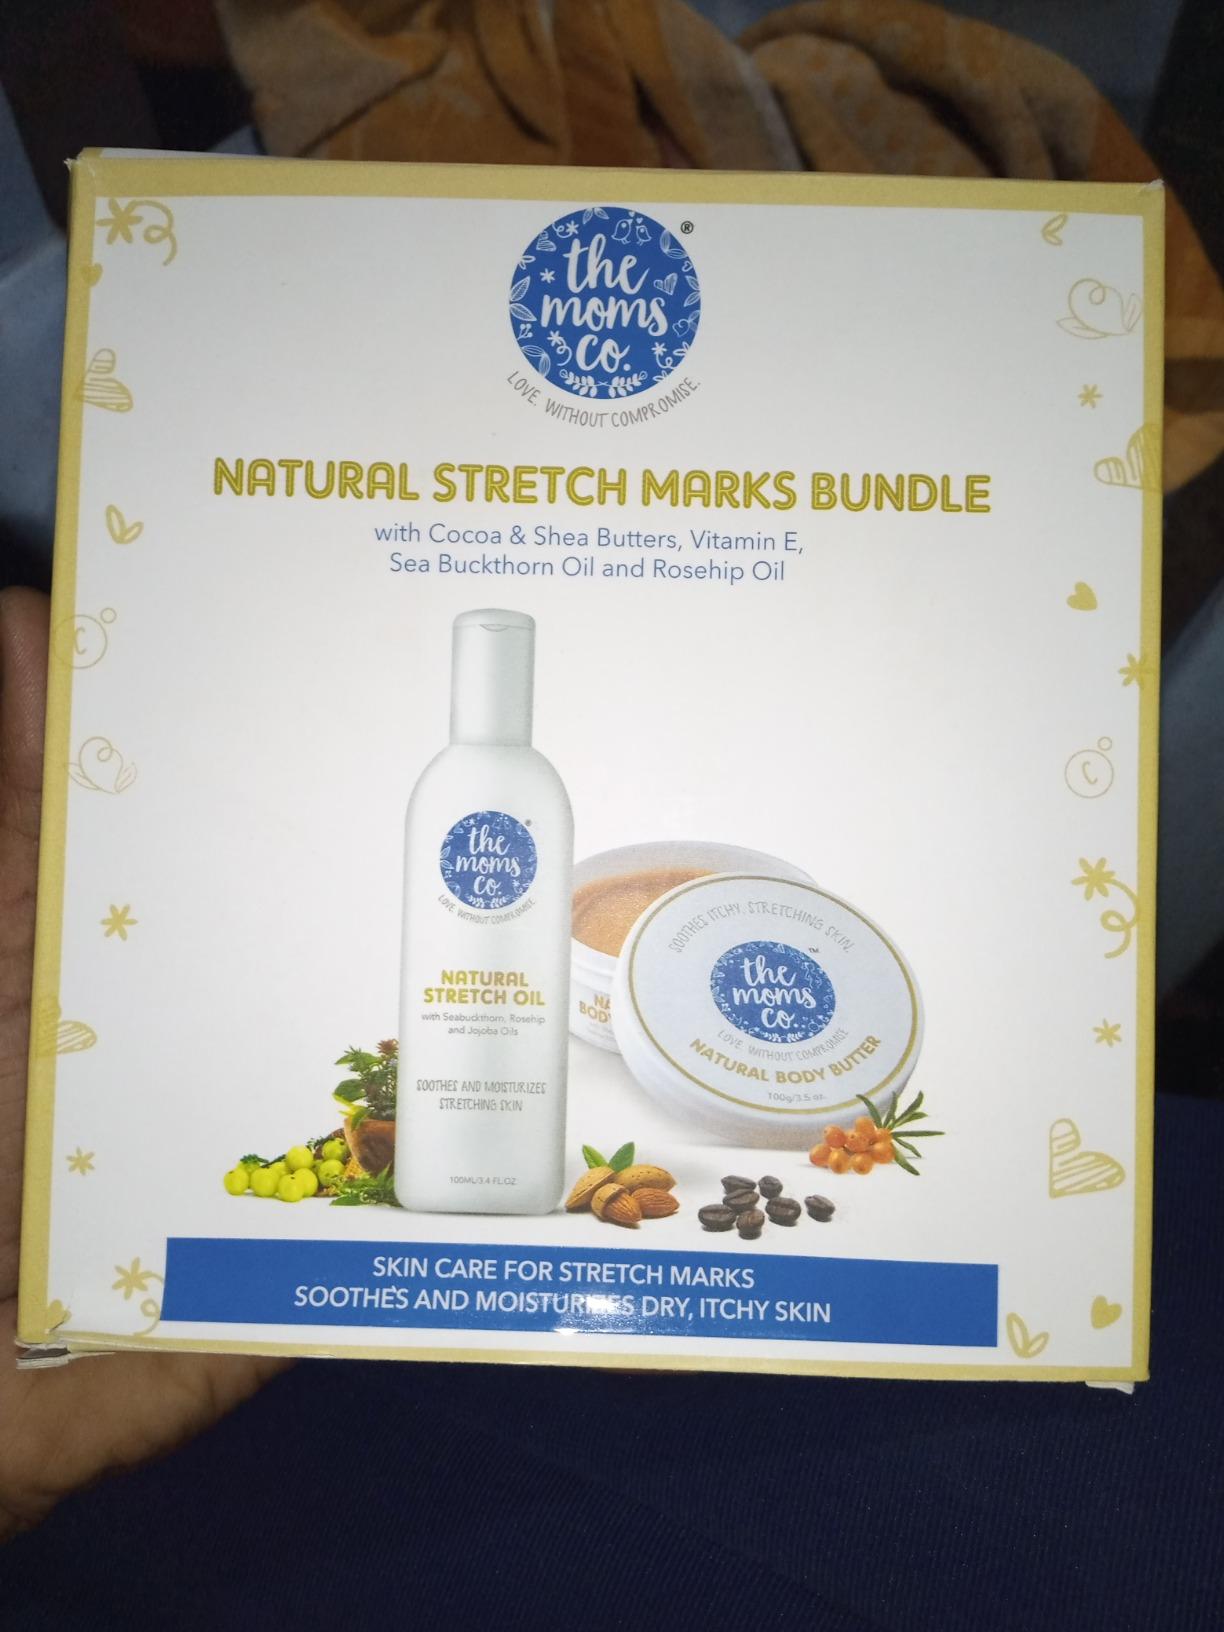 the
moms
co.
®
LOVE. WITHOUT COMPROMISE.
NATURAL STRETCH MARKS BUNDLE
with Cocoa & Shea Butters, Vitamin E,
Sea Buckthorn Oil and Rosehip Oil
the
moms
co.
®
LOVE. WITHOUT COMPROMISE.
NATURAL
STRETCH OIL
with Seabuckthorn, Rosehip
and Jojoba Oils
SOOTHES AND MOISTURIZES
STRETCHING SKIN
100ML/3.4 FL.OZ
SOOTHES ITCHY, STRETCHING SKIN.
the
moms
co.
™
LOVE. WITHOUT COMPROMISE
NATURAL BODY BUTTER
100g/3.5 oz.
SKIN CARE FOR STRETCH MARKS
SOOTHES AND MOISTURIZES DRY, ITCHY SKIN